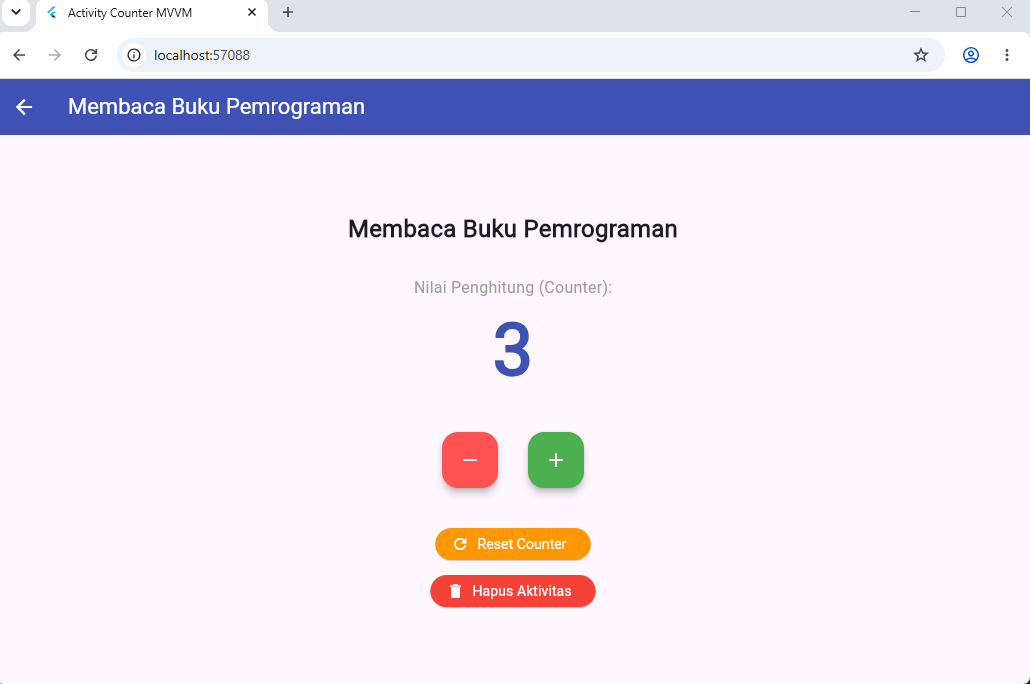 Activity Counter MVVM
localhost:57088
Membaca Buku Pemrograman
Membaca Buku Pemrograman
Nilai Penghitung (Counter):
3
Reset Counter
Hapus Aktivitas